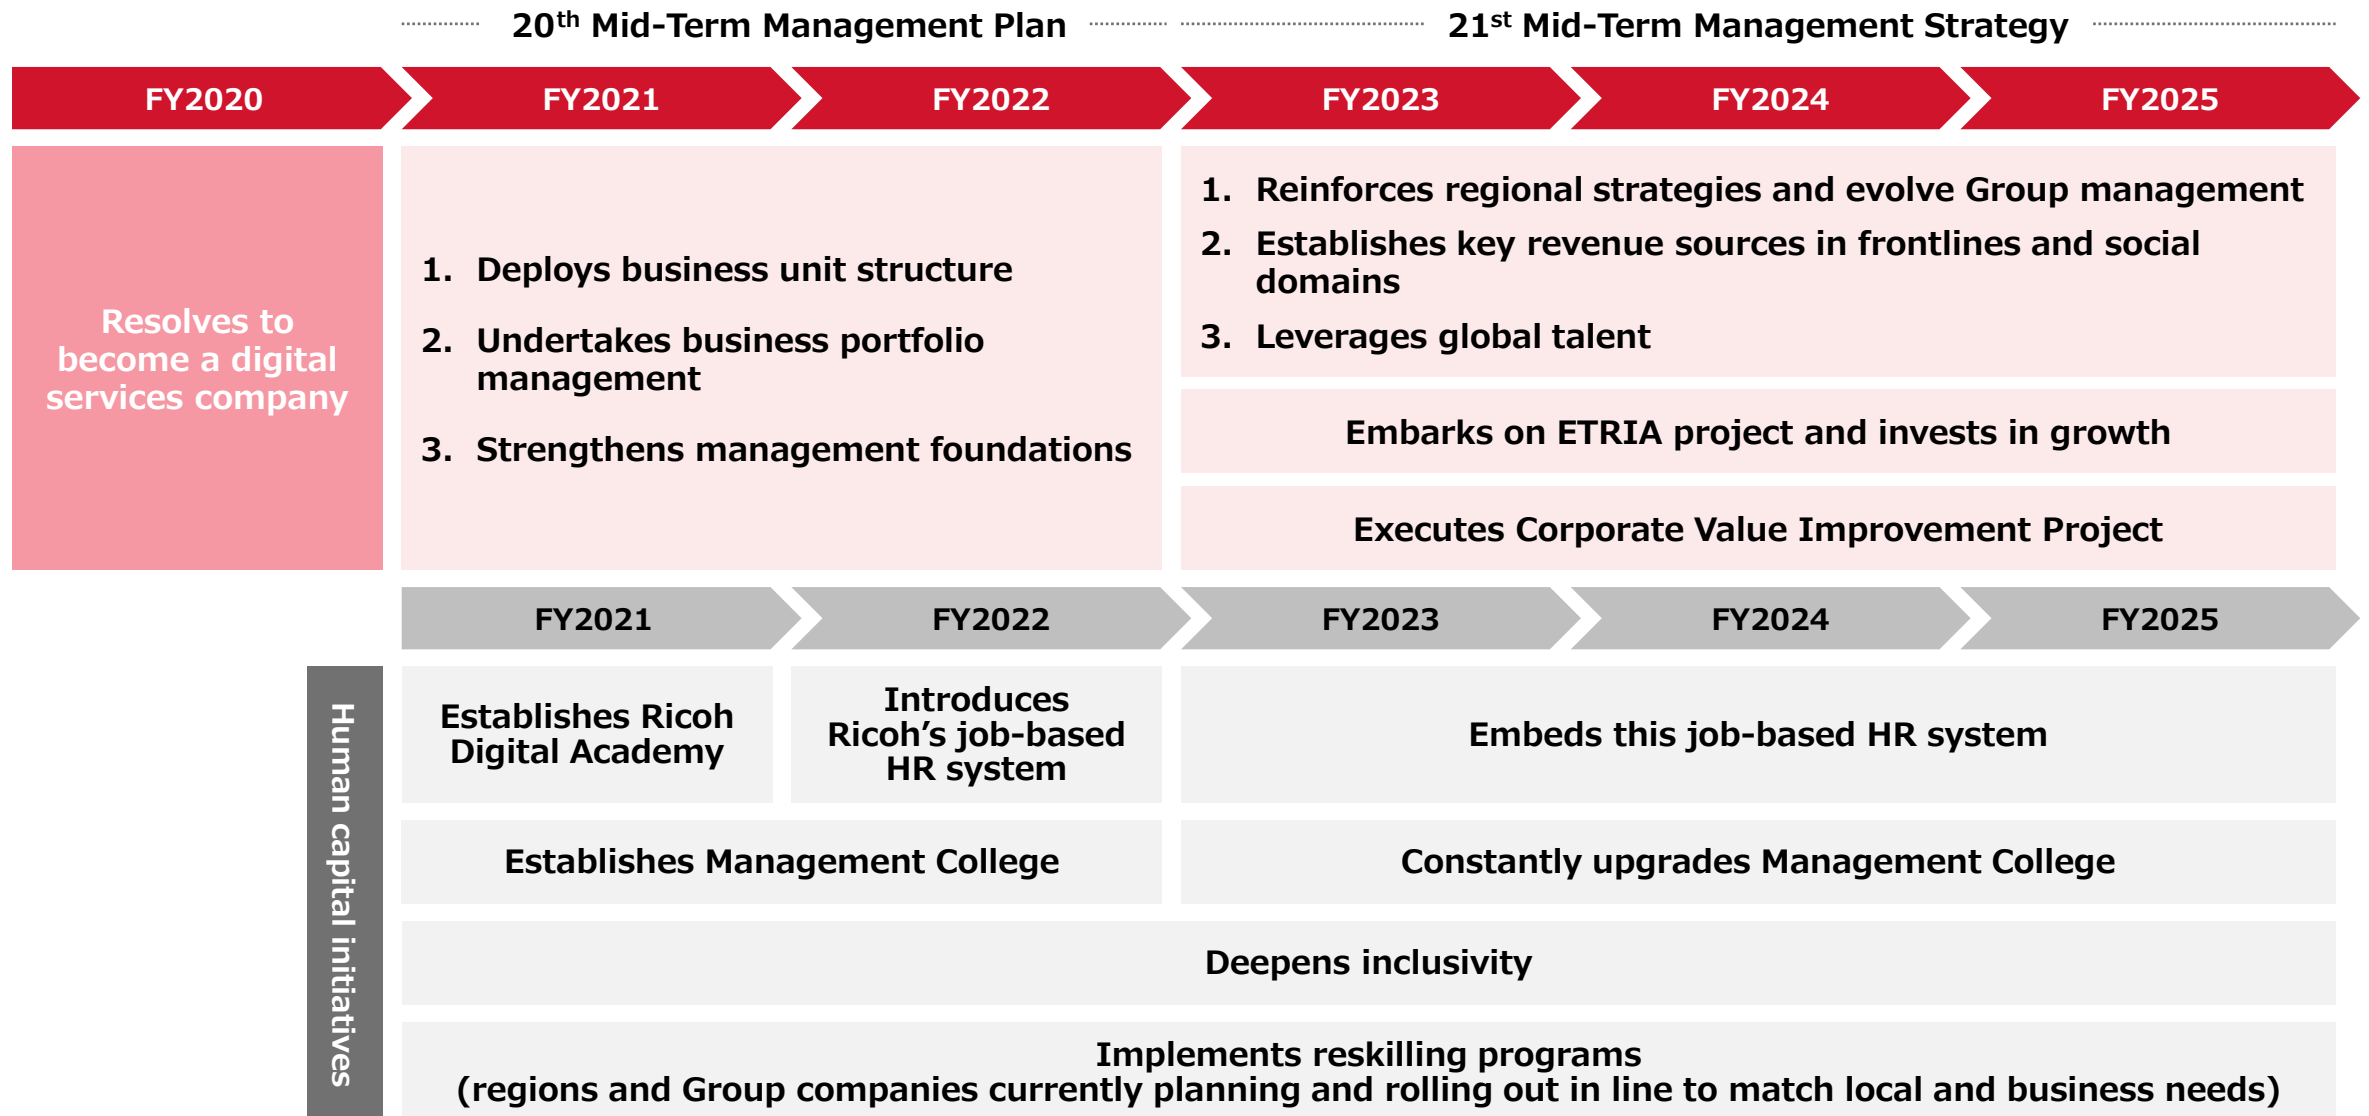 20th Mid-Term Management Plan
21st Mid-Term Management Strategy
FY2020
FY2021
FY2022
FY2023
FY2024
FY2025
Resolves to
become a digital
services company
1. Deploys business unit structure
2. Undertakes business portfolio
management
3. Strengthens management foundations
1. Reinforces regional strategies and evolve Group management
2. Establishes key revenue sources in frontlines and social
domains
3. Leverages global talent
Embarks on ETRIA project and invests in growth
Executes Corporate Value Improvement Project
FY2021
FY2022
FY2023
FY2024
FY2025
Human capital initiatives
Establishes Ricoh
Digital Academy
Introduces
Ricoh’s job-based
HR system
Embeds this job-based HR system
Establishes Management College
Constantly upgrades Management College
Deepens inclusivity
Implements reskilling programs
(regions and Group companies currently planning and rolling out in line to match local and business needs)